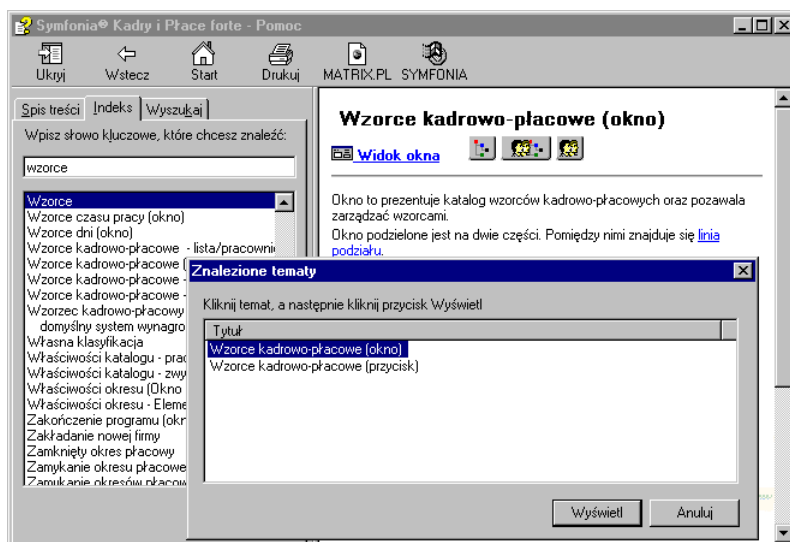 Symfonia® Kadry i Płace forte - Pomoc
Ukryj Wstecz Start Drukuj MATRIX.PL SYMFONIA
Spis treści Indeks Wyszukaj
Wpisz słowo kluczowe, które chcesz znaleźć:
wzorce
Wzorce
Wzorce czasu pracy (okno)
Wzorce dni (okno)
Wzorce kadrowo-płacowe - lista/pracowni
Wzorce kadrowo-płacowe (
Wzorce kadrowo-płacowe -
Wzorce kadrowo-płacowe -
Wzorzec kadrowo-płacowy
domyślny system wynagro
Własna klasyfikacja
Właściwości katalogu - prac
Właściwości katalogu - zwy
Właściwości okresu (Okno
Właściwości okresu - Eleme
Zakończenie programu (okn
Zakładanie nowej firmy
Zamknięty okres płacowy
Zamykanie okresu płacowe
Zamykanie okresów płacow
Wzorce kadrowo-płacowe (okno)
Widok okna
Okno to prezentuje katalog wzorców kadrowo-płacowych oraz pozawala
zarządzać wzorcami.
Okno podzielone jest na dwie części. Pomiędzy nimi znajduje się linia
podziału.
Znalezione tematy
Kliknij temat, a następnie kliknij przycisk Wyświetl
Tytuł
Wzorce kadrowo-płacowe (okno)
Wzorce kadrowo-płacowe (przycisk)
Wyświetl Anuluj